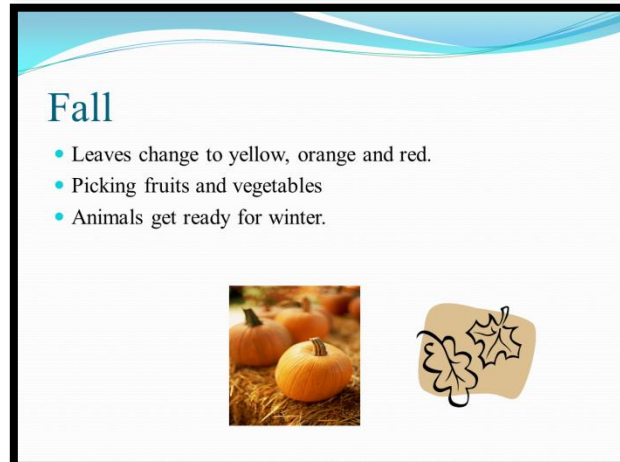 Fall
Leaves change to yellow, orange and red.
Picking fruits and vegetables
Animals get ready for winter.